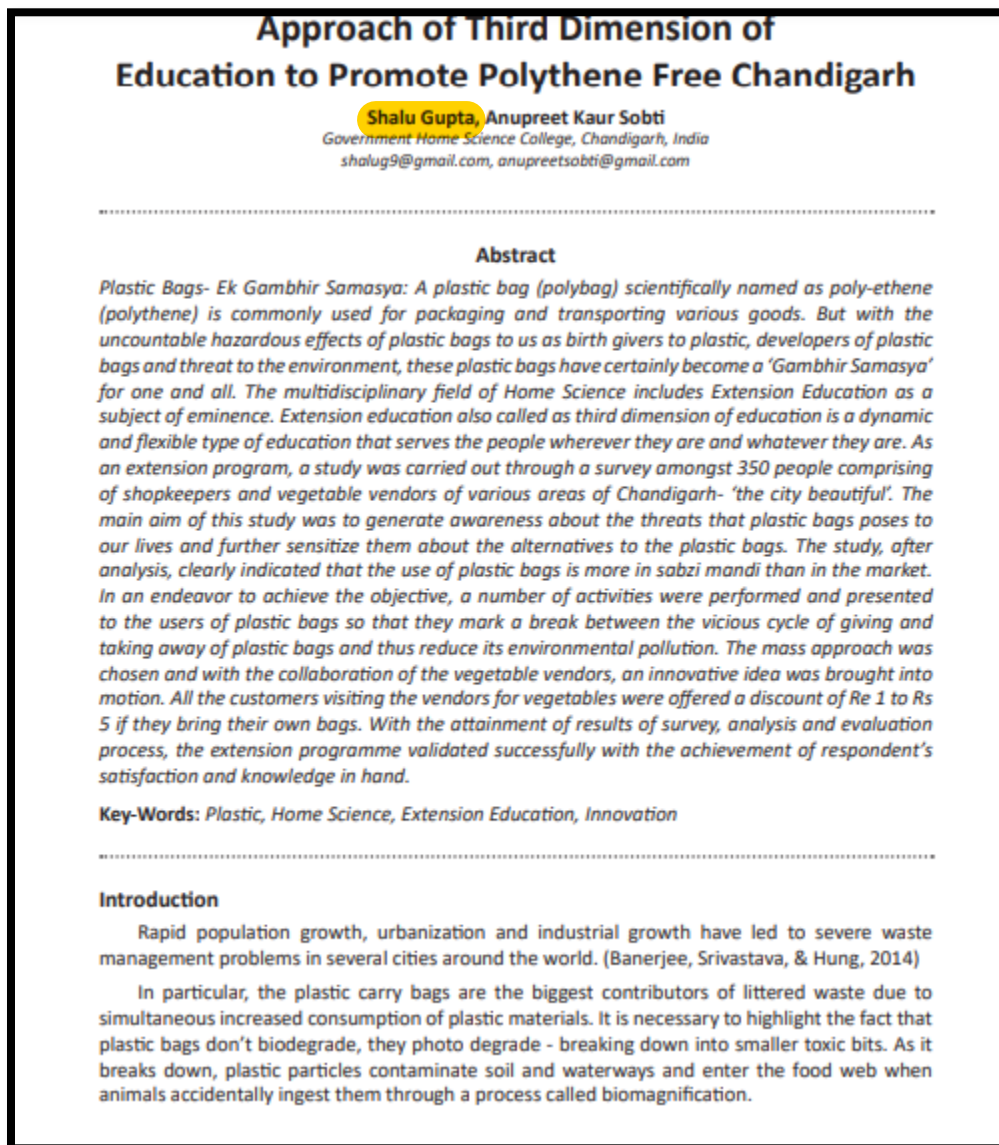 Approach of Third Dimension of
Education to Promote Polythene Free Chandigarh
Shalu Gupta, Anupreet Kaur Sobti
Government Home Science College, Chandigarh, India
shalug9@gmail.com, anupreetsobti@gmail.com
Abstract
Plastic Bags- Ek Gambhir Samasya: A plastic bag (polybag) scientifically named as poly-ethene
(polythene) is commonly used for packaging and transporting various goods. But with the
uncountable hazardous effects of plastic bags to us as birth givers to plastic, developers of plastic
bags and threat to the environment, these plastic bags have certainly become a ‘Gambhir Samasya’
for one and all. The multidisciplinary field of Home Science includes Extension Education as a
subject of eminence. Extension education also called as third dimension of education is a dynamic
and flexible type of education that serves the people wherever they are and whatever they are. As
an extension program, a study was carried out through a survey amongst 350 people comprising
of shopkeepers and vegetable vendors of various areas of Chandigarh- ‘the city beautiful’. The
main aim of this study was to generate awareness about the threats that plastic bags poses to
our lives and further sensitize them about the alternatives to the plastic bags. The study, after
analysis, clearly indicated that the use of plastic bags is more in sabzi mandi than in the market.
In an endeavor to achieve the objective, a number of activities were performed and presented
to the users of plastic bags so that they mark a break between the vicious cycle of giving and
taking away of plastic bags and thus reduce its environmental pollution. The mass approach was
chosen and with the collaboration of the vegetable vendors, an innovative idea was brought into
motion. All the customers visiting the vendors for vegetables were offered a discount of Re 1 to Rs
5 if they bring their own bags. With the attainment of results of survey, analysis and evaluation
process, the extension programme validated successfully with the achievement of respondent’s
satisfaction and knowledge in hand.
Key-Words: Plastic, Home Science, Extension Education, Innovation
Introduction
Rapid population growth, urbanization and industrial growth have led to severe waste
management problems in several cities around the world. (Banerjee, Srivastava, & Hung, 2014)
In particular, the plastic carry bags are the biggest contributors of littered waste due to
simultaneous increased consumption of plastic materials. It is necessary to highlight the fact that
plastic bags don’t biodegrade, they photo degrade - breaking down into smaller toxic bits. As it
breaks down, plastic particles contaminate soil and waterways and enter the food web when
animals accidentally ingest them through a process called biomagnification.